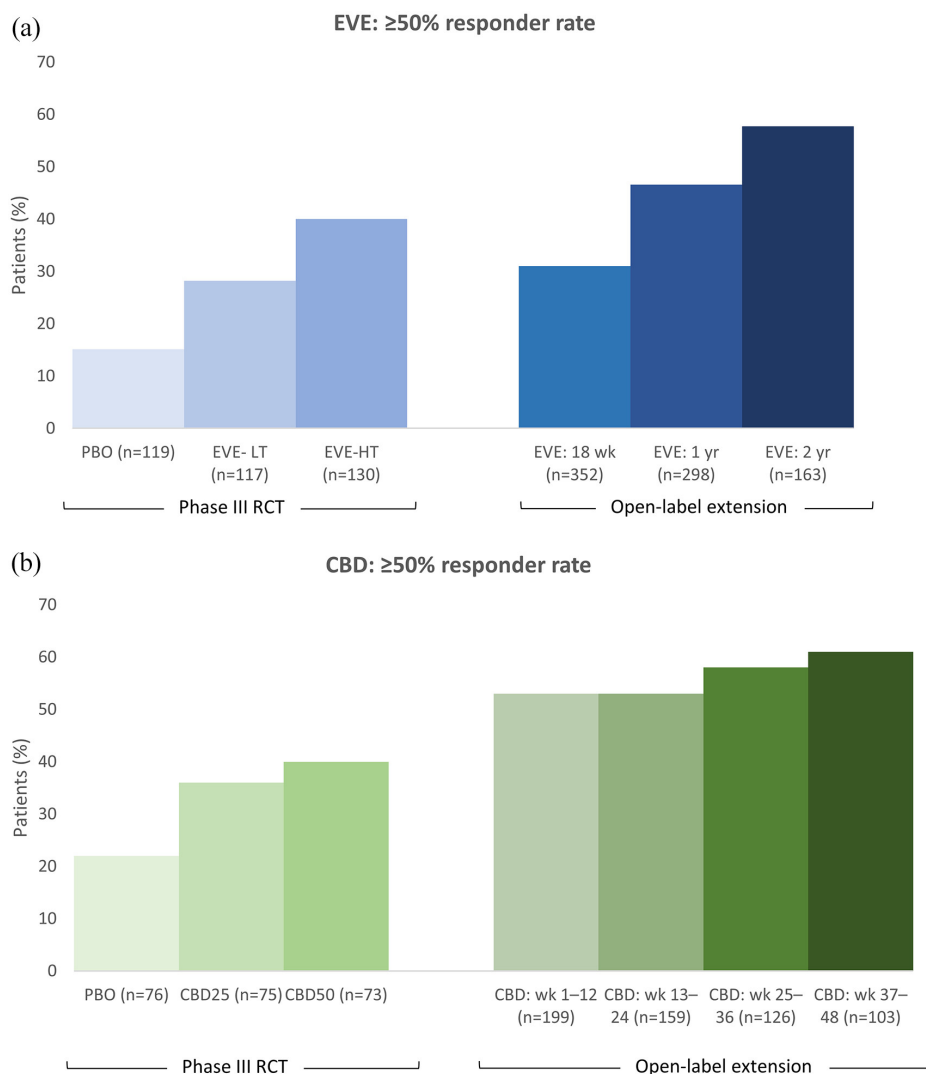 (a)
EVE: ≥50% responder rate
Patients (%)
70
60
50
40
30
20
10
0
PBO (n=119)
EVE- LT
(n=117)
EVE-HT
(n=130)
EVE: 18 wk
(n=352)
EVE: 1 yr
(n=298)
EVE: 2 yr
(n=163)
Phase III RCT
Open-label extension
(b)
CBD: ≥50% responder rate
Patients (%)
70
60
50
40
30
20
10
0
PBO (n=76)
CBD25 (n=75)
CBD50 (n=73)
CBD: wk 1–12
(n=199)
CBD: wk 13–
24 (n=159)
CBD: wk 25–
36 (n=126)
CBD: wk 37–
48 (n=103)
Phase III RCT
Open-label extension